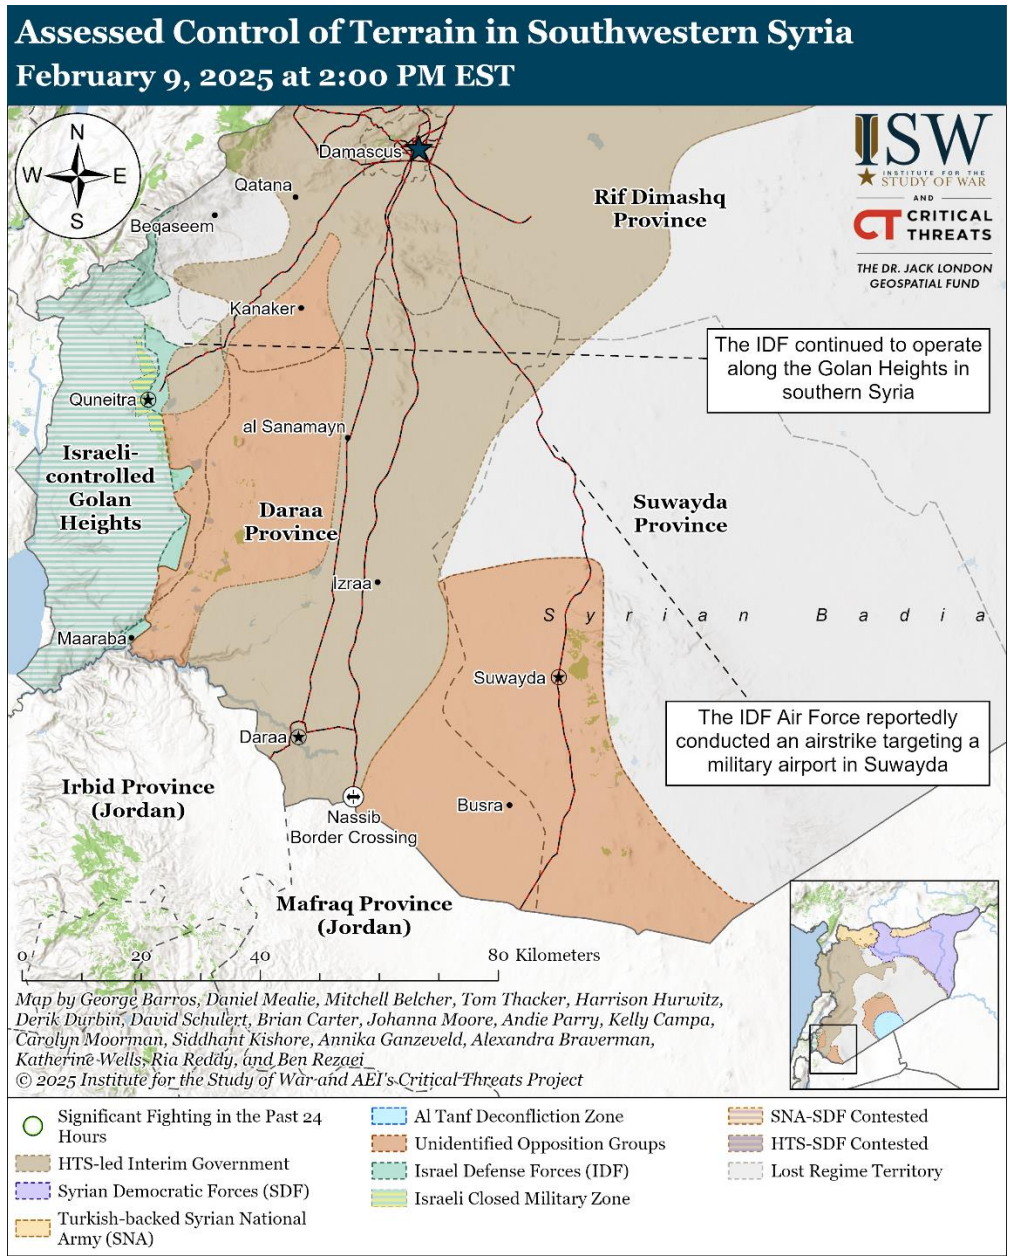 Assessed Control of Terrain in Southwestern Syria
February 9, 2025 at 2:00 PM EST
N
W
E
S
ISW
INSTITUTE FOR THE
STUDY OF WAR
AND
CT CRITICAL
THREATS
THE DR. JACK LONDON
GEOSPATIAL FUND
Damascus
Qatana
Beqaseem
Rif Dimashq
Province
Kanaker
The IDF continued to operate
along the Golan Heights in
southern Syria
Quneitra
al Sanamayn
Israeli-
controlled
Golan
Heights
Daraa
Province
Suwayda
Province
Izraa
Syrian Badia
Maaraba
Suwayda
The IDF Air Force reportedly
conducted an airstrike targeting a
military airport in Suwayda
Daraa
Irbid Province
(Jordan)
Nassib
Border Crossing
Busra
Mafraq Province
(Jordan)
0 20 40 80 Kilometers
Map by George Barros, Daniel Mealie, Mitchell Belcher, Tom Thacker, Harrison Hurwitz,
Derik Durbin, David Schulert, Brian Carter, Johanna Moore, Andie Parry, Kelly Campa,
Carolyn Moorman, Siddhant Kishore, Annika Ganzeveld, Alexandra Braverman,
Katherine Wells, Ria Reddy, and Ben Rezaei
© 2025 Institute for the Study of War and AEI's Critical Threats Project
Significant Fighting in the Past 24
Hours
HTS-led Interim Government
Syrian Democratic Forces (SDF)
Turkish-backed Syrian National
Army (SNA)
Al Tanf Deconfliction Zone
Unidentified Opposition Groups
Israel Defense Forces (IDF)
Israeli Closed Military Zone
SNA-SDF Contested
HTS-SDF Contested
Lost Regime Territory